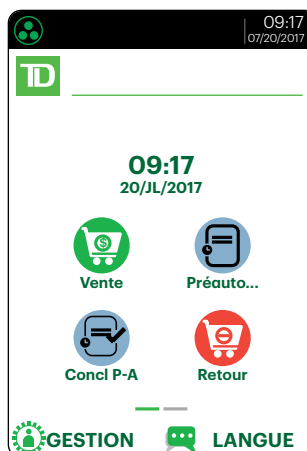 09:17
07/20/2017
TD
09:17
20/JL/2017
Vente Préauto...
Concl P-A Retour
GESTION LANGUE